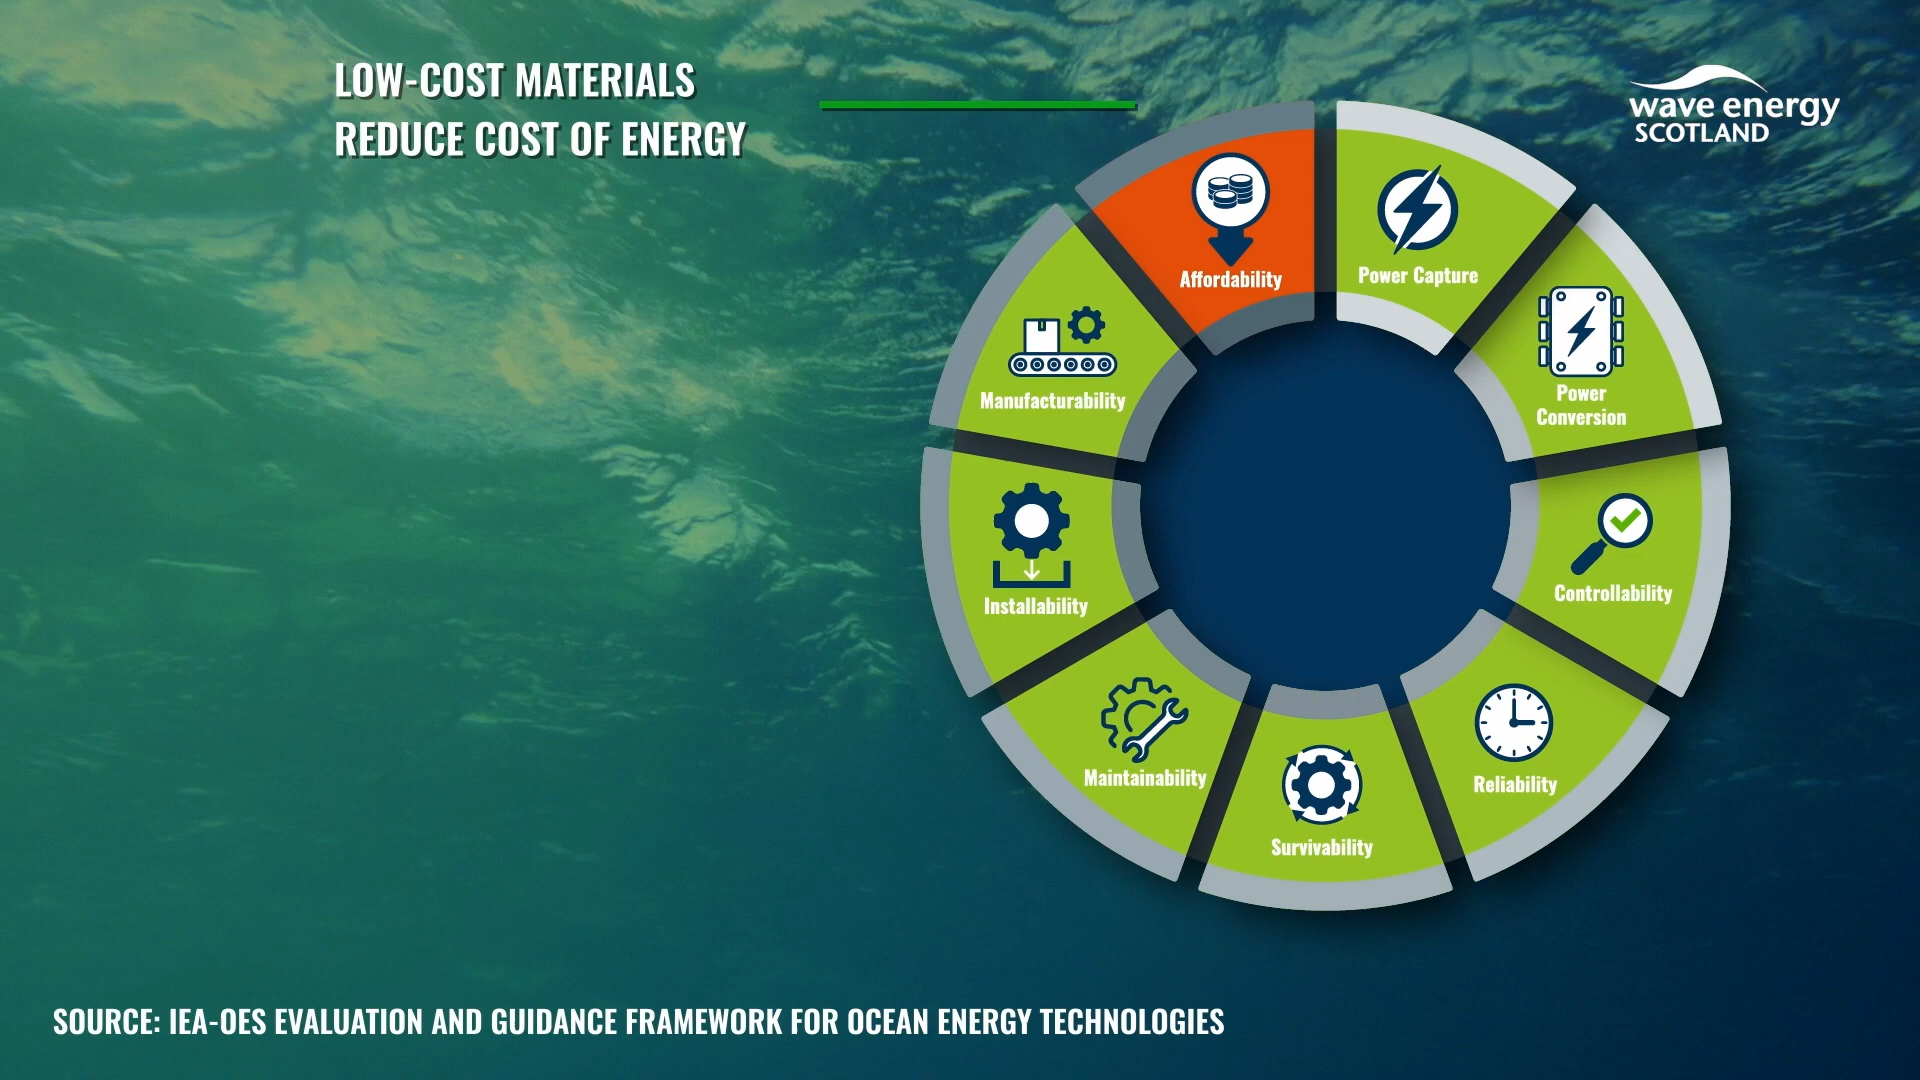 LOW-COST MATERIALS
REDUCE COST OF ENERGY
wave energy
SCOTLAND
Affordability
Power Capture
Manufacturability
Power
Conversion
Installability
Controllability
Maintainability
Reliability
Survivability
SOURCE: IEA-OES EVALUATION AND GUIDANCE FRAMEWORK FOR OCEAN ENERGY TECHNOLOGIES